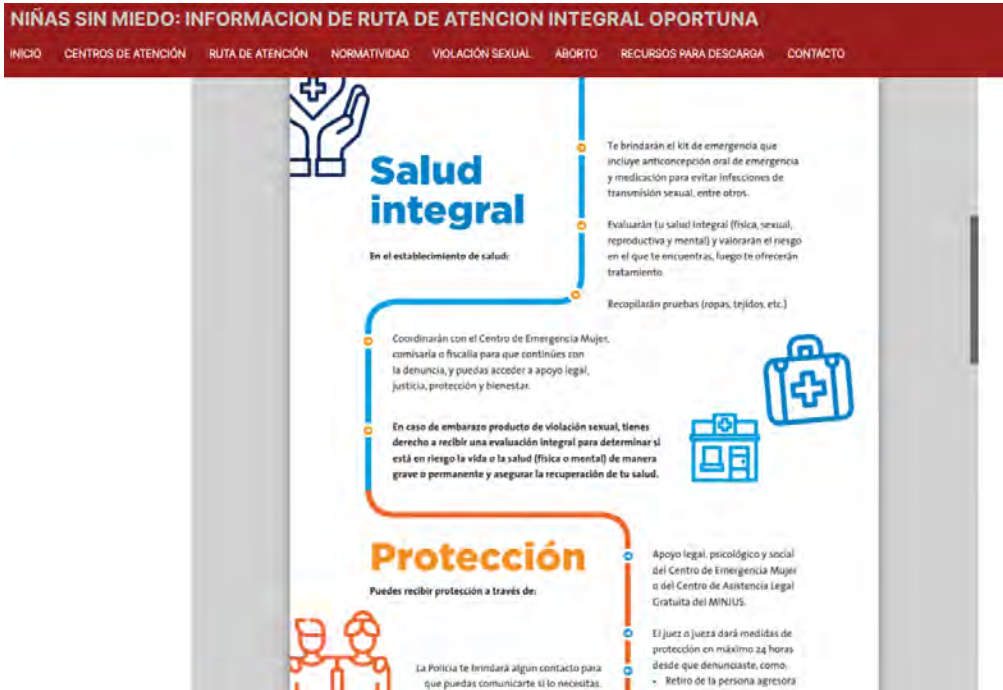 NIÑAS SIN MIEDO: INFORMACION DE RUTA DE ATENCION INTEGRAL OPORTUNA
INICIO CENTROS DE ATENCIÓN RUTA DE ATENCIÓN NORMATIVIDAD VIOLACIÓN SEXUAL ABORTO RECURSOS PARA DESCARGA CONTACTO
Salud
integral
En el establecimiento de salud:
Te brindarán el kit de emergencia que
incluye anticoncepción oral de emergencia
y medicación para evitar infecciones de
transmisión sexual, entre otros.
Evaluarán tu salud integral (física, sexual,
reproductiva y mental) y valorarán el riesgo
en el que te encuentras, luego te ofrecerán
tratamiento.
Recopilarán pruebas (ropas, tejidos, etc.)
Coordinarán con el Centro de Emergencia Mujer,
comisaría o fiscalía para que continúes con
la denuncia, y puedas acceder a apoyo legal,
justicia, protección y bienestar.
En caso de embarazo producto de violación sexual, tienes
derecho a recibir una evaluación integral para determinar si
está en riesgo la vida o la salud (física o mental) de manera
grave o permanente y asegurar la recuperación de tu salud.
Protección
Puedes recibir protección a través de:
Apoyo legal, psicológico y social
del Centro de Emergencia Mujer
o del Centro de Asistencia Legal
Gratuita del MINJUS.
El juez o jueza dará medidas de
protección en máximo 24 horas
desde que denunciaste, como:
• Retiro de la persona agresora
La Policía te brindará algun contacto para
que puedas comunicarte si lo necesitas.